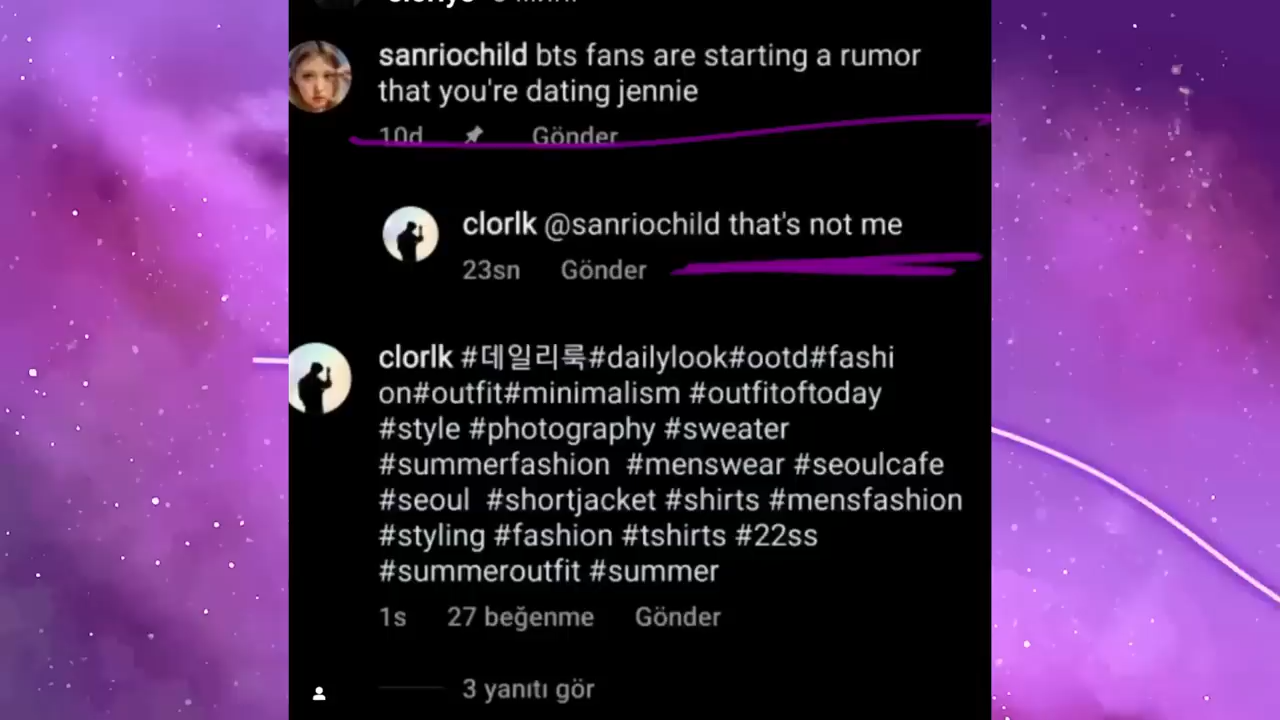 sanriochild bts fans are starting a rumor
that you're dating jennie
10d Gönder
clorlk @sanriochild that's not me
23sn Gönder
clorlk #데일리룩#dailylook#ootd#fashi
on#outfit#minimalism #outfitoftoday
#style #photography #sweater
#summerfashion #menswear #seoulcafe
#seoul #shortjacket #shirts #mensfashion
#styling #fashion #tshirts #22ss
#summeroutfit #summer
1s 27 beğenme Gönder
3 yanıtı gör